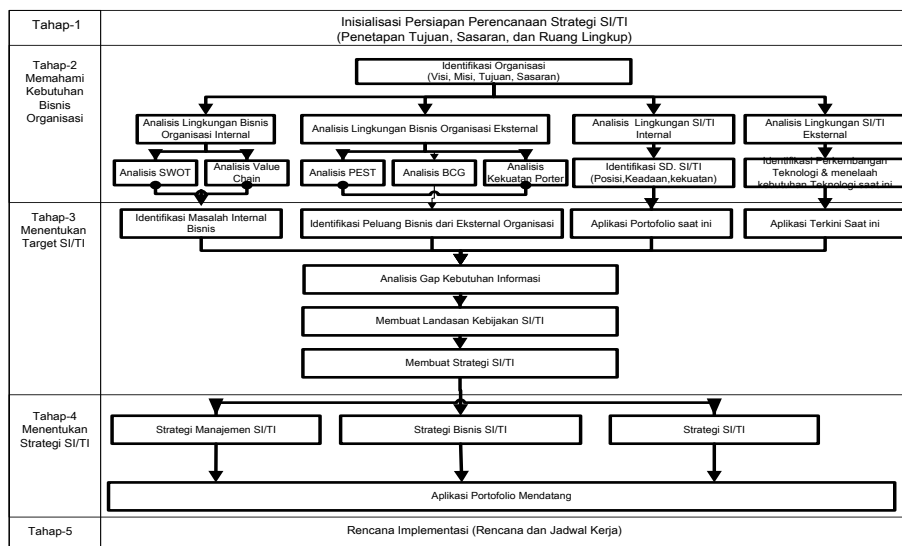 Tahap-1
Inisialisasi Persiapan Perencanaan Strategi SI/TI
(Penetapan Tujuan, Sasaran, dan Ruang Lingkup)
Tahap-2
Memahami
Kebutuhan
Bisnis
Organisasi
Identifikasi Organisasi
(Visi, Misi, Tujuan, Sasaran)
Analisis Lingkungan Bisnis
Organisasi Internal
Analisis Lingkungan Bisnis Organisasi Eksternal
Analisis Lingkungan SI/TI
Internal
Analisis Lingkungan SI/TI
Eksternal
Analisis SWOT
Analisis Value
Chain
Analisis PEST
Analisis BCG
Analisis
Kekuatan Porter
Identifikasi SD. SI/TI
(Posisi,Keadaan,kekuatan)
Identifikasi Perkembangan
Teknologi & menelaah
kebutuhan Teknologi saat ini
Tahap-3
Menentukan
Target SI/TI
Identifikasi Masalah Internal
Bisnis
Identifikasi Peluang Bisnis dari Eksternal Organisasi
Aplikasi Portofolio saat ini
Aplikasi Terkini Saat ini
Analisis Gap Kebutuhan Informasi
Membuat Landasan Kebijakan SI/TI
Membuat Strategi SI/TI
Tahap-4
Menentukan
Strategi SI/TI
Strategi Manajemen SI/TI
Strategi Bisnis SI/TI
Strategi SI/TI
Aplikasi Portofolio Mendatang
Tahap-5
Rencana Implementasi (Rencana dan Jadwal Kerja)